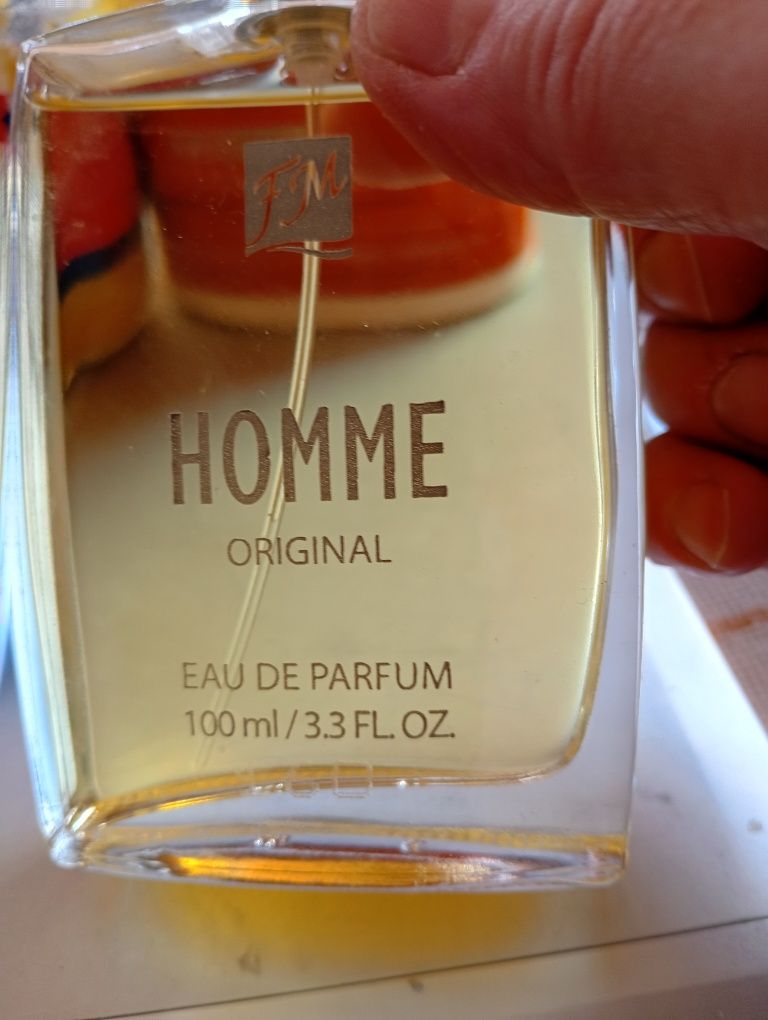 FM
HOMME
ORIGINAL
EAU DE PARFUM
100 ml / 3.3 FL. OZ.